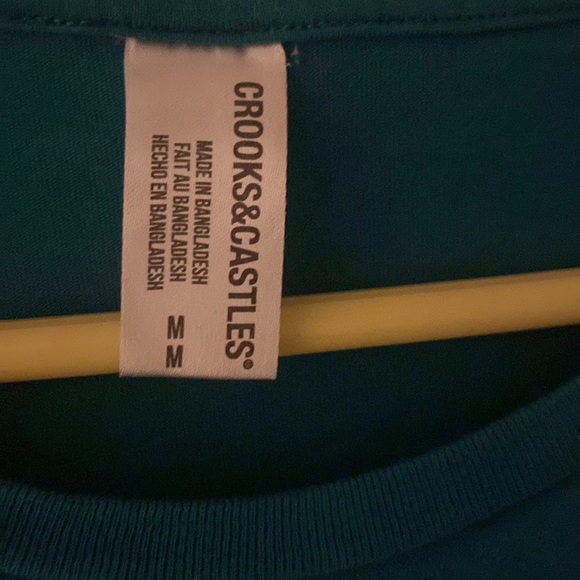 CROOKS&CASTLES®
MADE IN BANGLADESH
FAIT AU BANGLADESH
HECHO EN BANGLADESH
M
M